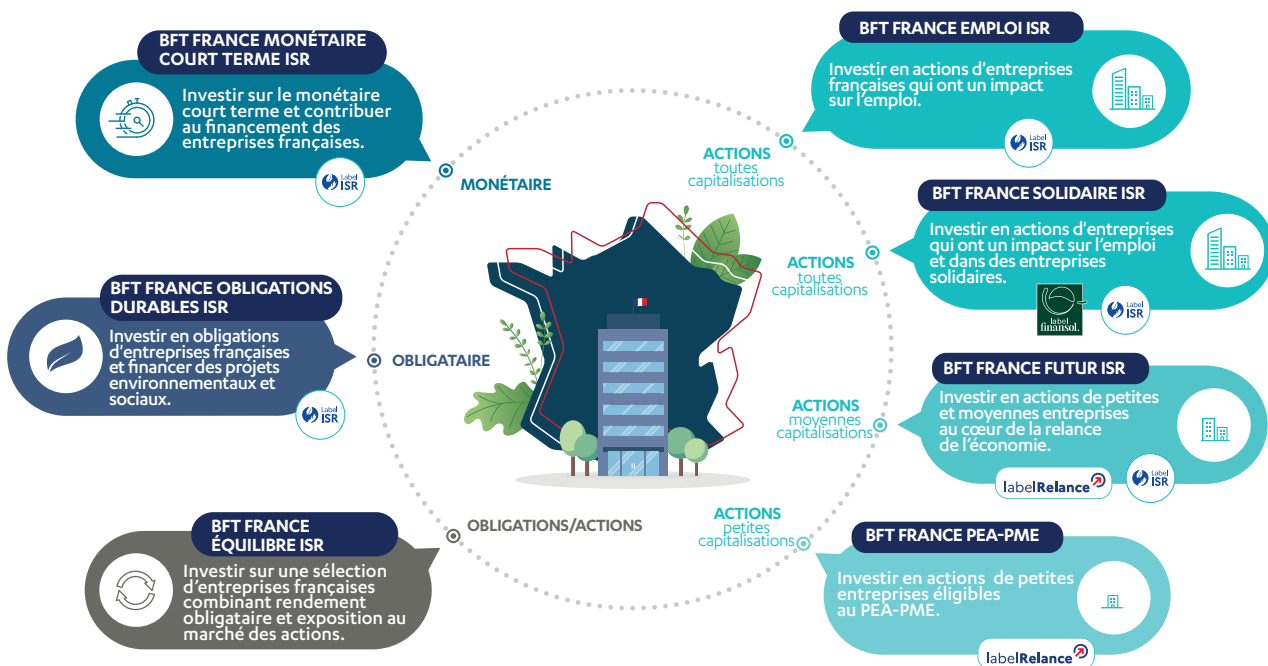 BFT FRANCE MONÉTAIRE
COURT TERME ISR
Investir sur le monétaire
court terme et contribuer
au financement des
entreprises françaises.
Label
ISR
MONÉTAIRE
BFT FRANCE OBLIGATIONS
DURABLES ISR
Investir en obligations
d'entreprises françaises
et financer des projets
environnementaux et
sociaux.
Label
ISR
OBLIGATAIRE
BFT FRANCE
ÉQUILIBRE ISR
Investir sur une sélection
d'entreprises françaises
combinant rendement
obligataire et exposition au
marché des actions.
OBLIGATIONS/ACTIONS
BFT FRANCE EMPLOI ISR
Investir en actions d'entreprises
françaises qui ont un impact
sur l'emploi.
Label
ISR
ACTIONS
toutes
capitalisations
BFT FRANCE SOLIDAIRE ISR
Investir en actions d'entreprises
qui ont un impact sur l'emploi
et dans des entreprises
solidaires.
label
finansol.
Label
ISR
ACTIONS
toutes
capitalisations
BFT FRANCE FUTUR ISR
Investir en actions de petites
et moyennes entreprises
au cœur de la relance
de l'économie.
labelRelance
Label
ISR
ACTIONS
moyennes
capitalisations
BFT FRANCE PEA-PME
Investir en actions de petites
entreprises éligibles
au PEA-PME.
labelRelance
ACTIONS
petites
capitalisations